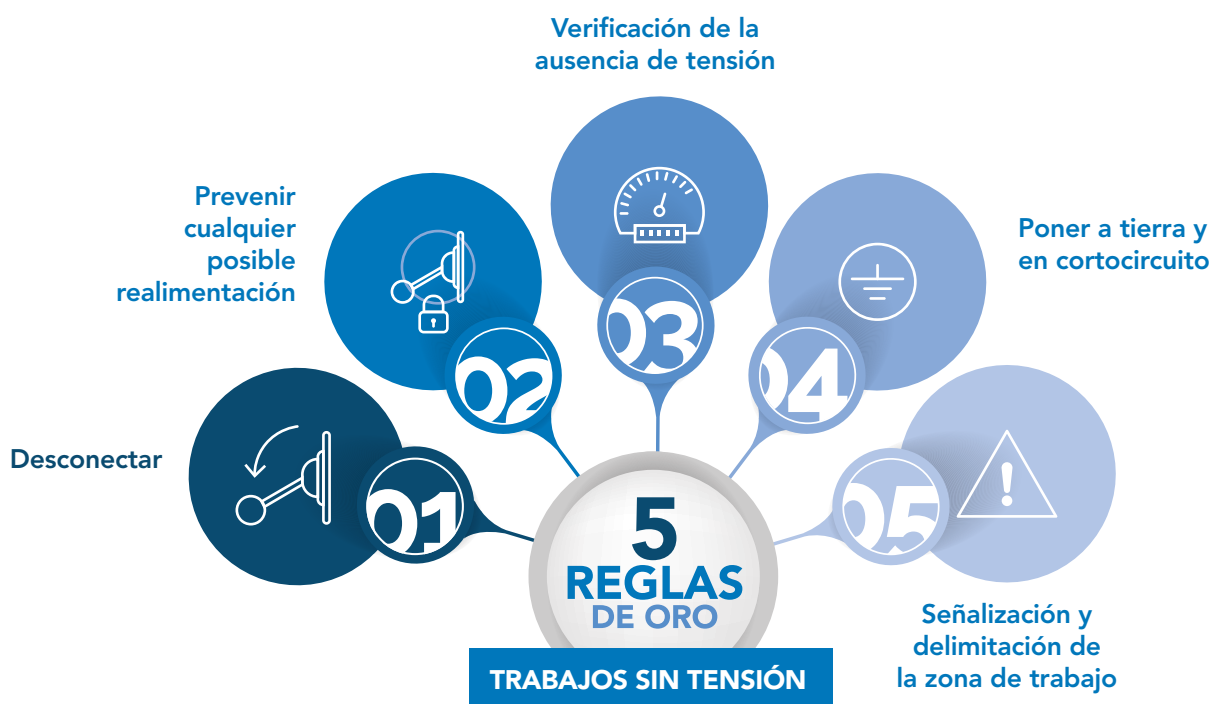 Verificación de la
ausencia de tensión
Prevenir
cualquier
posible
realimentación
Poner a tierra y
en cortocircuito
Desconectar
01
02
03
04
05
5
REGLAS
DE ORO
TRABAJOS SIN TENSIÓN
Señalización y
delimitación de
la zona de trabajo